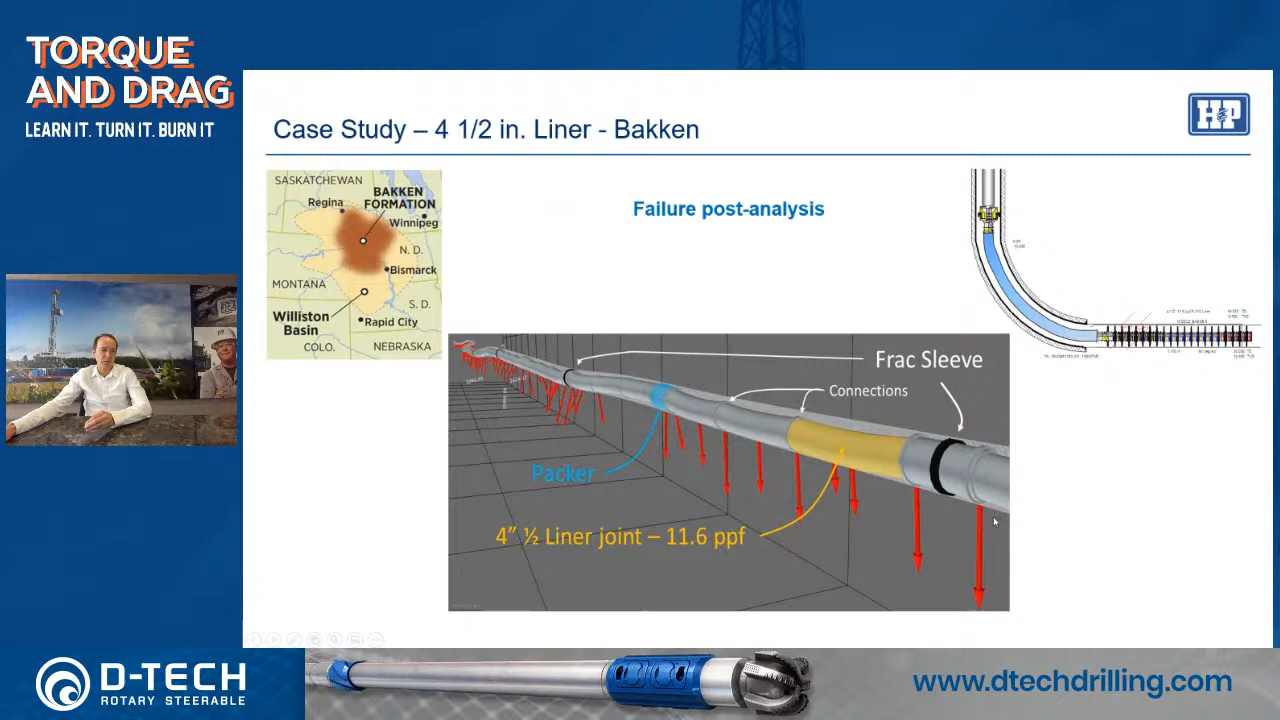 TORQUE
AND DRAG
LEARN IT. TURN IT. BURN IT
H&P
Case Study – 4 1/2 in. Liner - Bakken
SASKATCHEWAN
BAKKEN
FORMATION
Regina
Winnipeg
N. D.
Bismarck
MONTANA
S. D.
Williston
Basin
Rapid City
COLO.
NEBRASKA
Failure post-analysis
Frac Sleeve
Connections
Packer
4” ½ Liner joint – 11.6 ppf
D-TECH
ROTARY STEERABLE
www.dtechdrilling.com